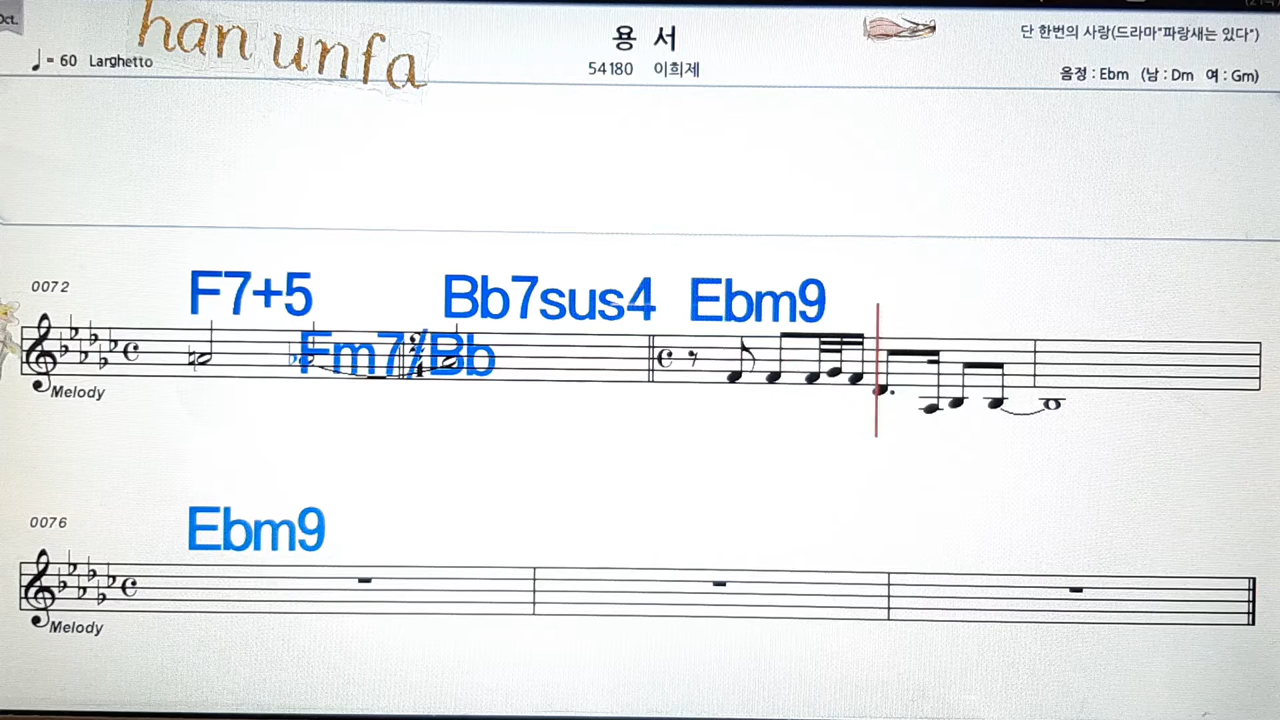 Oct.
han unfa
♩= 60 Larghetto
용 서
54180 이희제
단 한번의 사랑(드라마"파랑새는 있다")
음정 : Ebm (남 : Dm 여 : Gm)
0072
F7+5
Fm7/Bb
Bb7sus4
Ebm9
Melody
0076
Ebm9
Melody